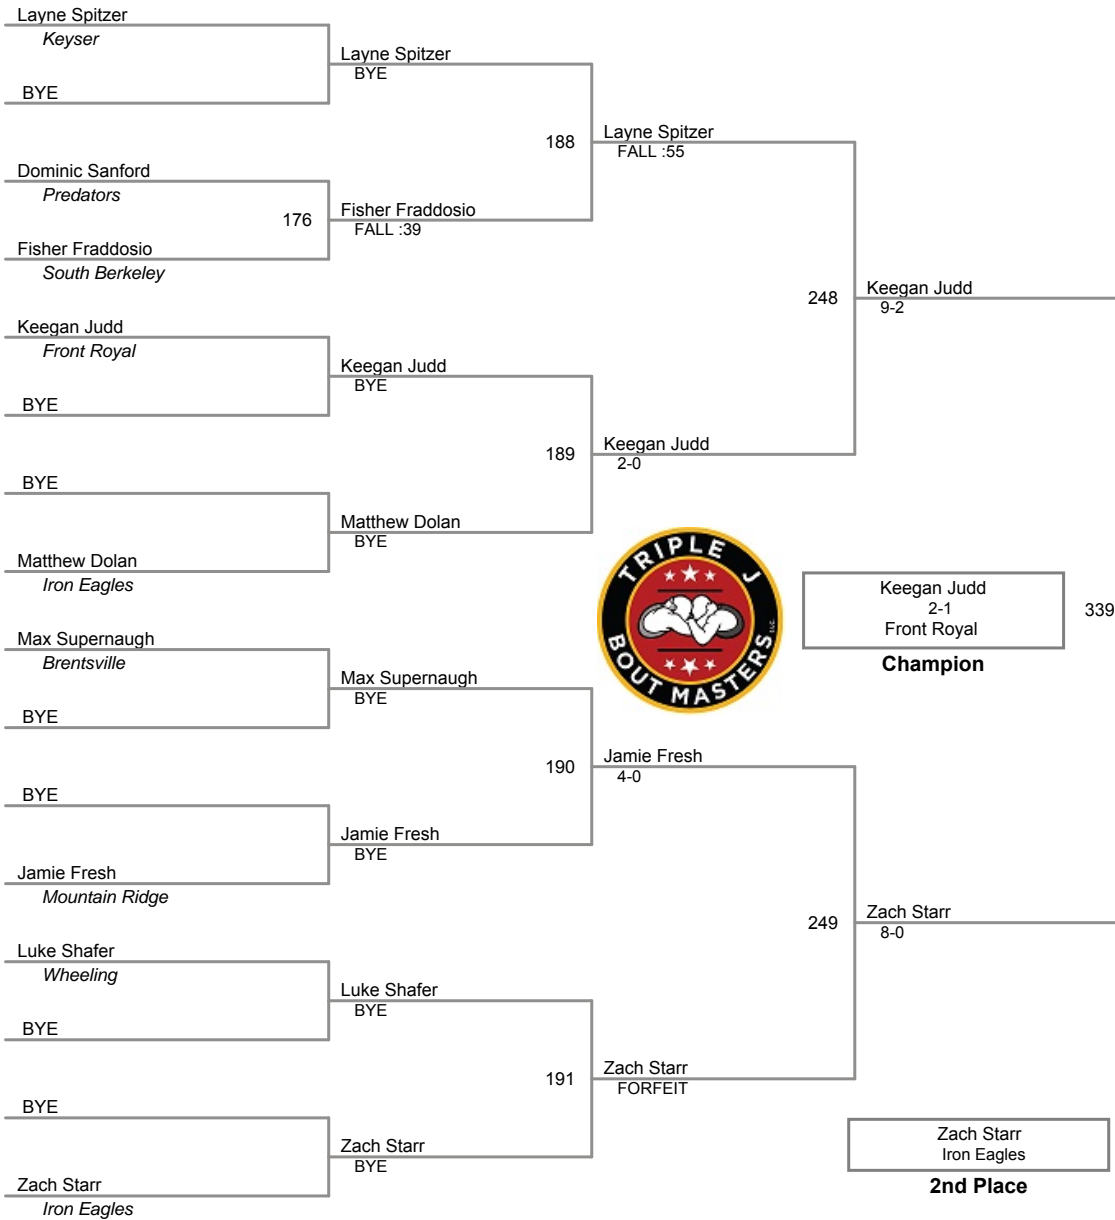 Layne Spitzer
Keyser
BYE
Dominic Sanford
Predators
Fisher Fraddosio
South Berkeley
Keegan Judd
Front Royal
BYE
BYE
Matthew Dolan
Iron Eagles
Max Supernaugh
Brentsville
BYE
BYE
Jamie Fresh
Mountain Ridge
Luke Shafer
Wheeling
BYE
BYE
Zach Starr
Iron Eagles
176
Layne Spitzer
BYE
Fisher Fraddosio
FALL :39
Keegan Judd
BYE
Matthew Dolan
BYE
Max Supernaugh
BYE
Jamie Fresh
BYE
Luke Shafer
BYE
Zach Starr
BYE
188
189
190
191
Layne Spitzer
FALL :55
Keegan Judd
2-0
Jamie Fresh
4-0
Zach Starr
FORFEIT
248
249
Keegan Judd
9-2
Zach Starr
8-0
TRIPLE J
BOUT MASTERS LLC.
Keegan Judd
2-1
Front Royal
Champion
339
Zach Starr
Iron Eagles
2nd Place